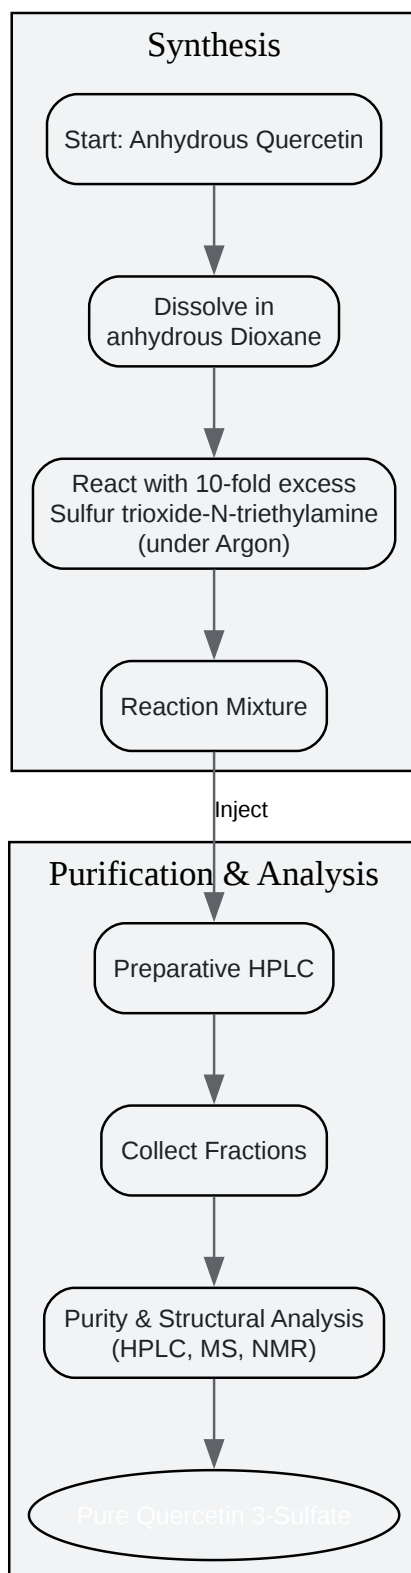 Synthesis
Start: Anhydrous Quercetin
Dissolve in
anhydrous Dioxane
React with 10-fold excess
Sulfur trioxide-N-triethylamine
(under Argon)
Reaction Mixture
Inject
Purification & Analysis
Preparative HPLC
Collect Fractions
Purity & Structural Analysis
(HPLC, MS, NMR)
Pure Quercetin 3-Sulfate